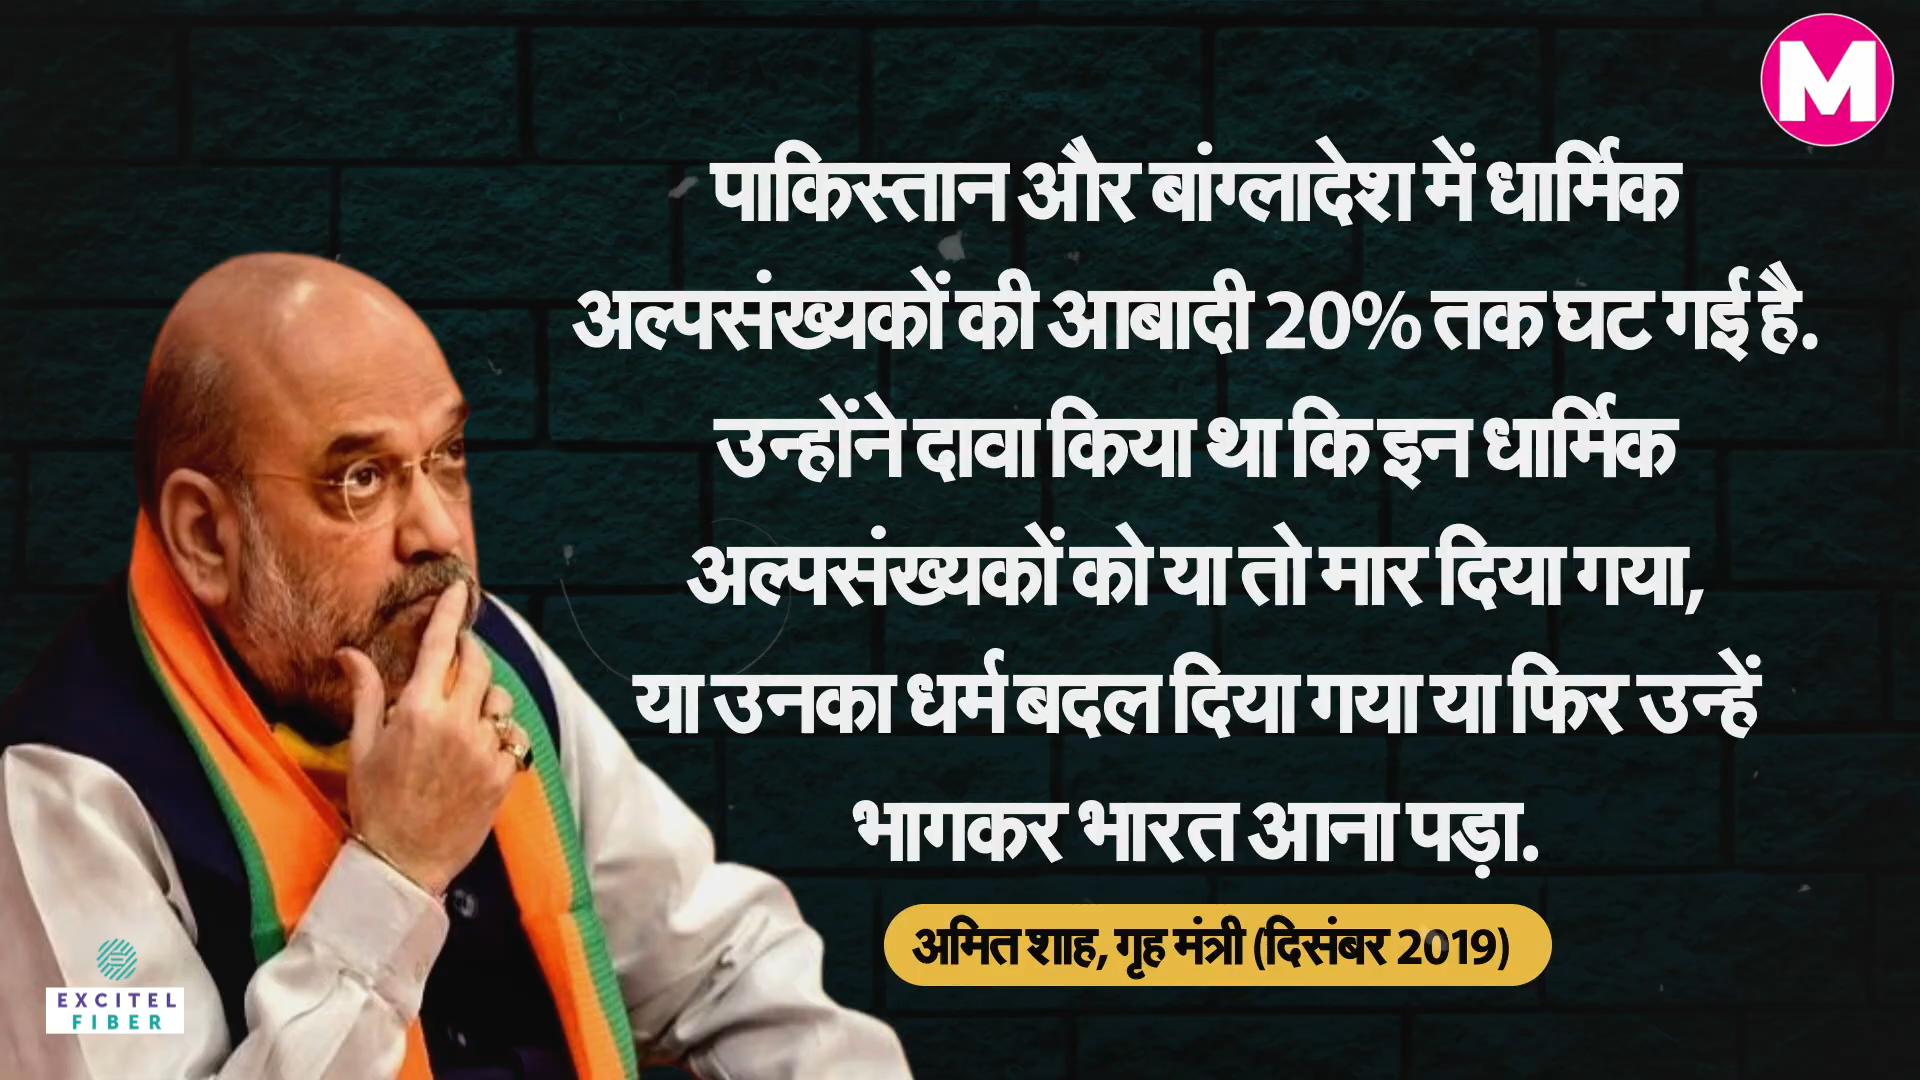 M
पाकिस्तान और बांग्लादेश में धार्मिक
अल्पसंख्यकों की आबादी 20% तक घट गई है.
उन्होंने दावा किया था कि इन धार्मिक
अल्पसंख्यकों को या तो मार दिया गया,
या उनका धर्म बदल दिया गया या फिर उन्हें
भागकर भारत आना पड़ा.
अमित शाह, गृह मंत्री (दिसंबर 2019)
EXCITEL
FIBER